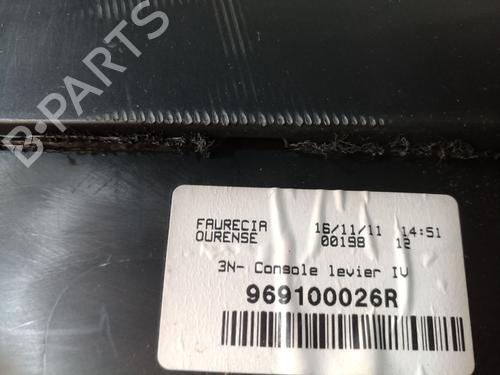 B-PARTS
FAURECIA 16/11/11 14:51
OURENSE 00198 12
3N- Console levier IV
969100026R